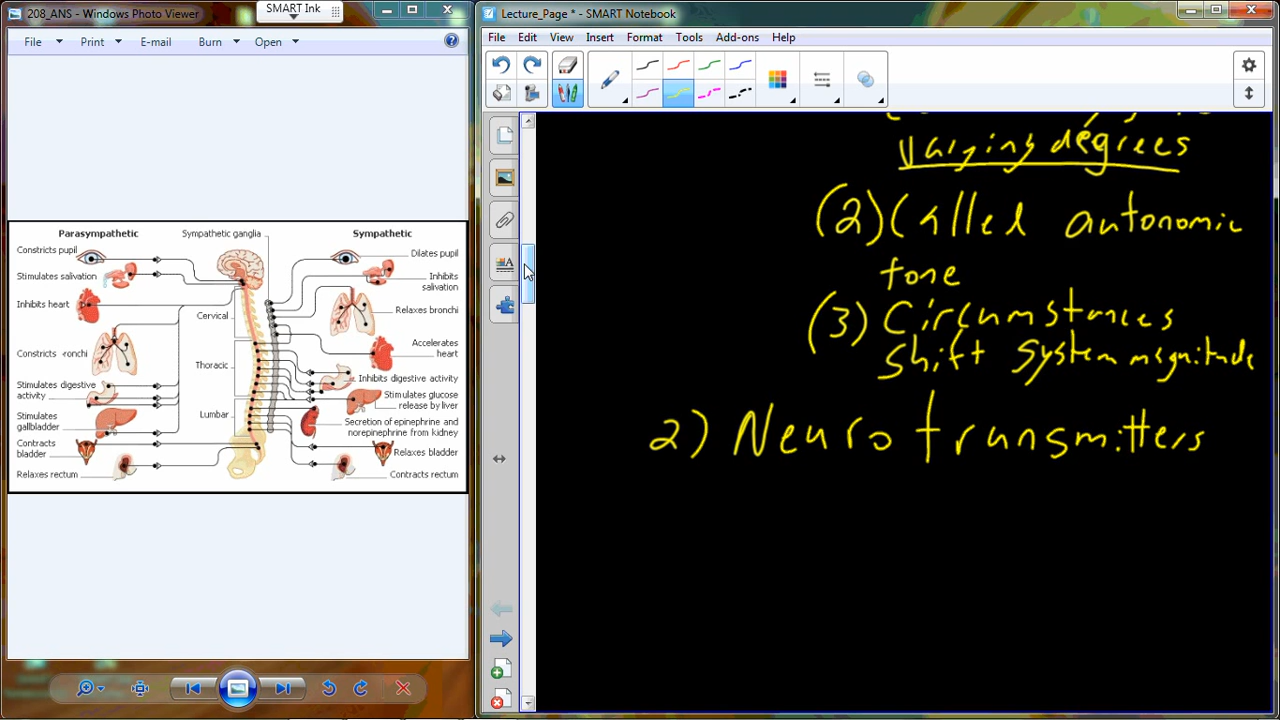 208_ANS - Windows Photo Viewer
SMART Ink
File Print E-mail Burn Open
Parasympathetic
Sympathetic ganglia
Sympathetic
Constricts pupil
Stimulates salivation
Inhibits heart
Constricts ronchi
Stimulates digestive
activity
Stimulates
gallbladder
Contracts
bladder
Relaxes rectum
Cervical
Thoracic
Lumbar
Dilates pupil
Inhibits
salivation
Relaxes bronchi
Accelerates
heart
Inhibits digestive activity
Stimulates glucose
release by liver
Secretion of epinephrine and
norepinephrine from kidney
Relaxes bladder
Contracts rectum
Lecture_Page * - SMART Notebook
File Edit View Insert Format Tools Add-ons Help
varying degrees
(2) Called autonomic
tone
(3) Circumstances
shift system magnitude
2) Neurotransmitters